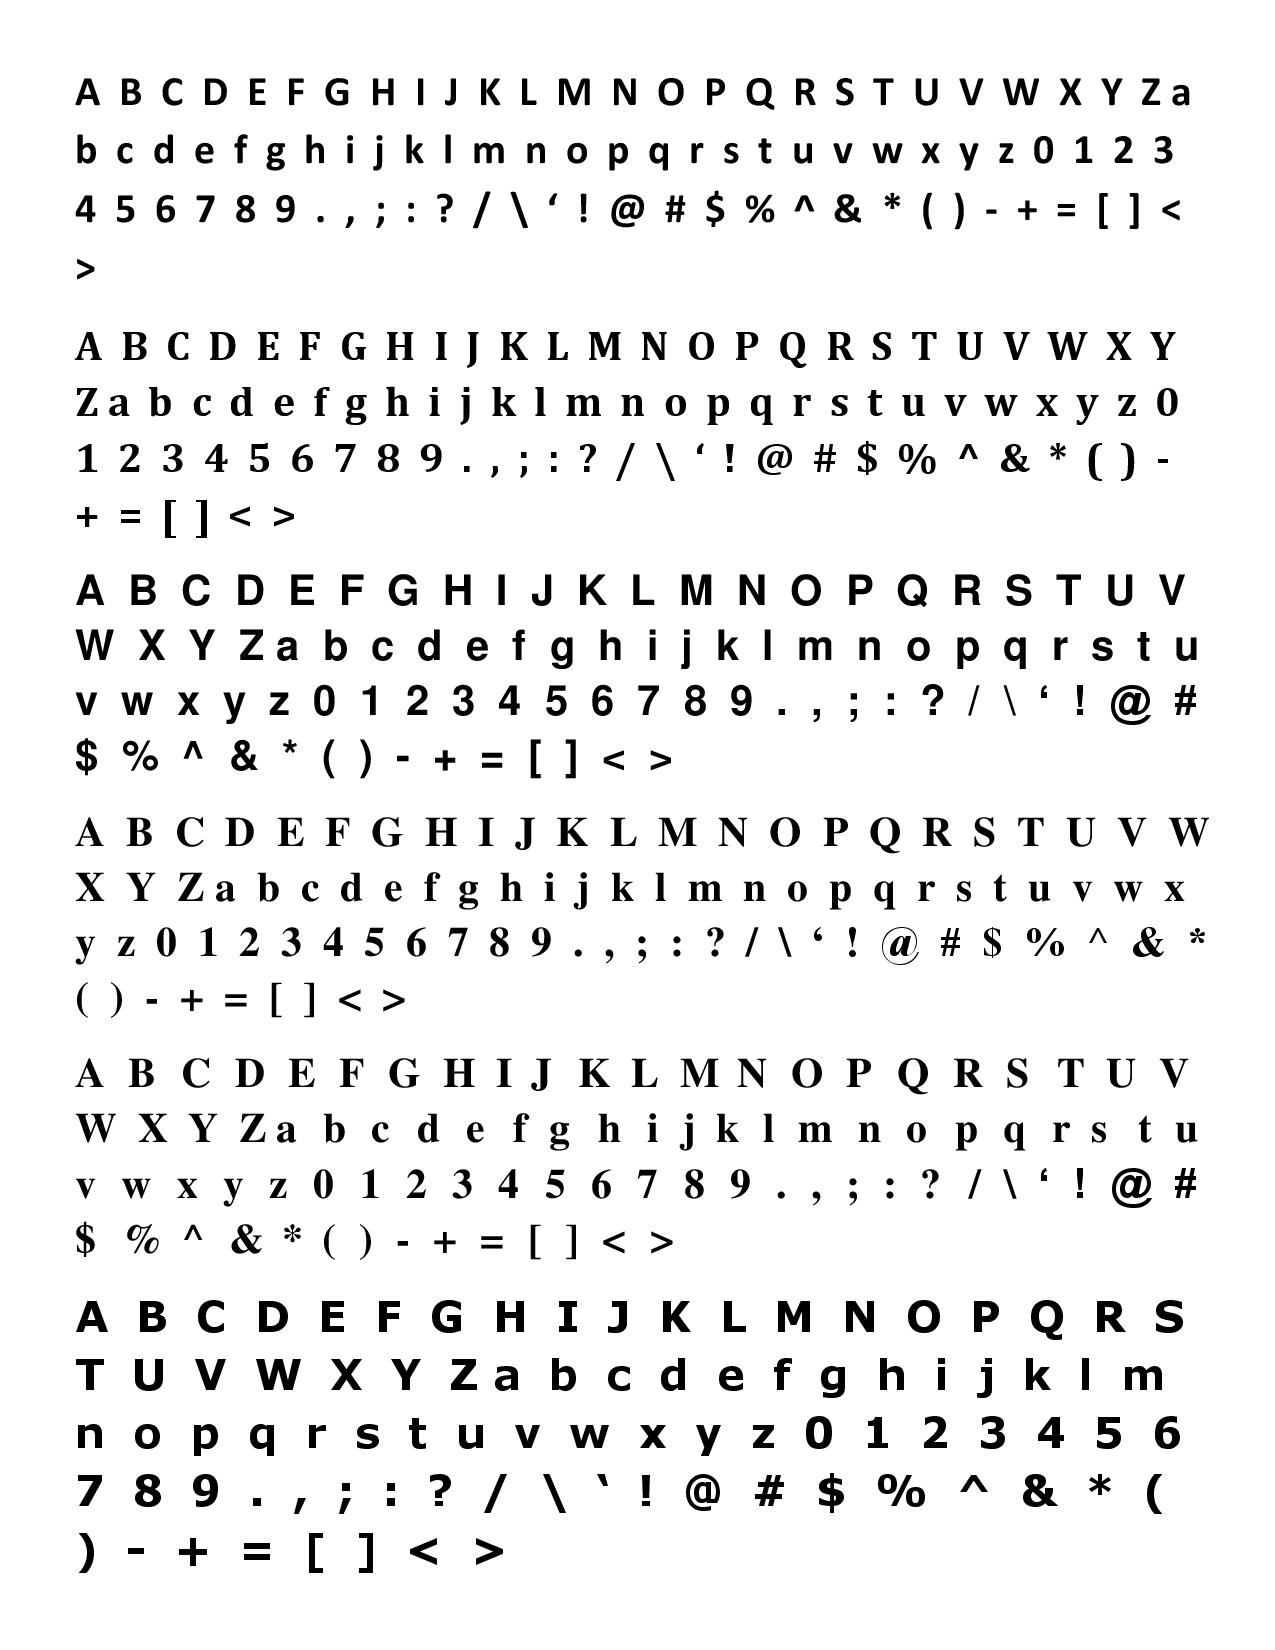 A B C D E F G H I J K L M N O P Q R S T U V W X Y Z a
b c d e f g h i j k l m n o p q r s t u v w x y z 0 1 2 3
4 5 6 7 8 9 . , ; : ? / \ ‘ ! @ # $ % ^ & * ( ) - + = [ ] <
>
A B C D E F G H I J K L M N O P Q R S T U V W X Y
Z a b c d e f g h i j k l m n o p q r s t u v w x y z 0
1 2 3 4 5 6 7 8 9 . , ; : ? / \ ‘ ! @ # $ % ^ & * ( ) -
+ = [ ] < >
A B C D E F G H I J K L M N O P Q R S T U V
W X Y Z a b c d e f g h i j k l m n o p q r s t u
v w x y z 0 1 2 3 4 5 6 7 8 9 . , ; : ? / \ ‘ ! @ #
$ % ^ & * ( ) - + = [ ] < >
A B C D E F G H I J K L M N O P Q R S T U V W
X Y Z a b c d e f g h i j k l m n o p q r s t u v w x
y z 0 1 2 3 4 5 6 7 8 9 . , ; : ? / \ ‘ ! @ # $ % ^ & *
( ) - + = [ ] < >
A B C D E F G H I J K L M N O P Q R S T U V
W X Y Z a b c d e f g h i j k l m n o p q r s t u
v w x y z 0 1 2 3 4 5 6 7 8 9 . , ; : ? / \ ‘ ! @ #
$ % ^ & * ( ) - + = [ ] < >
A B C D E F G H I J K L M N O P Q R S
T U V W X Y Z a b c d e f g h i j k l m
n o p q r s t u v w x y z 0 1 2 3 4 5 6
7 8 9 . , ; : ? / \ ‘ ! @ # $ % ^ & * (
) - + = [ ] < >